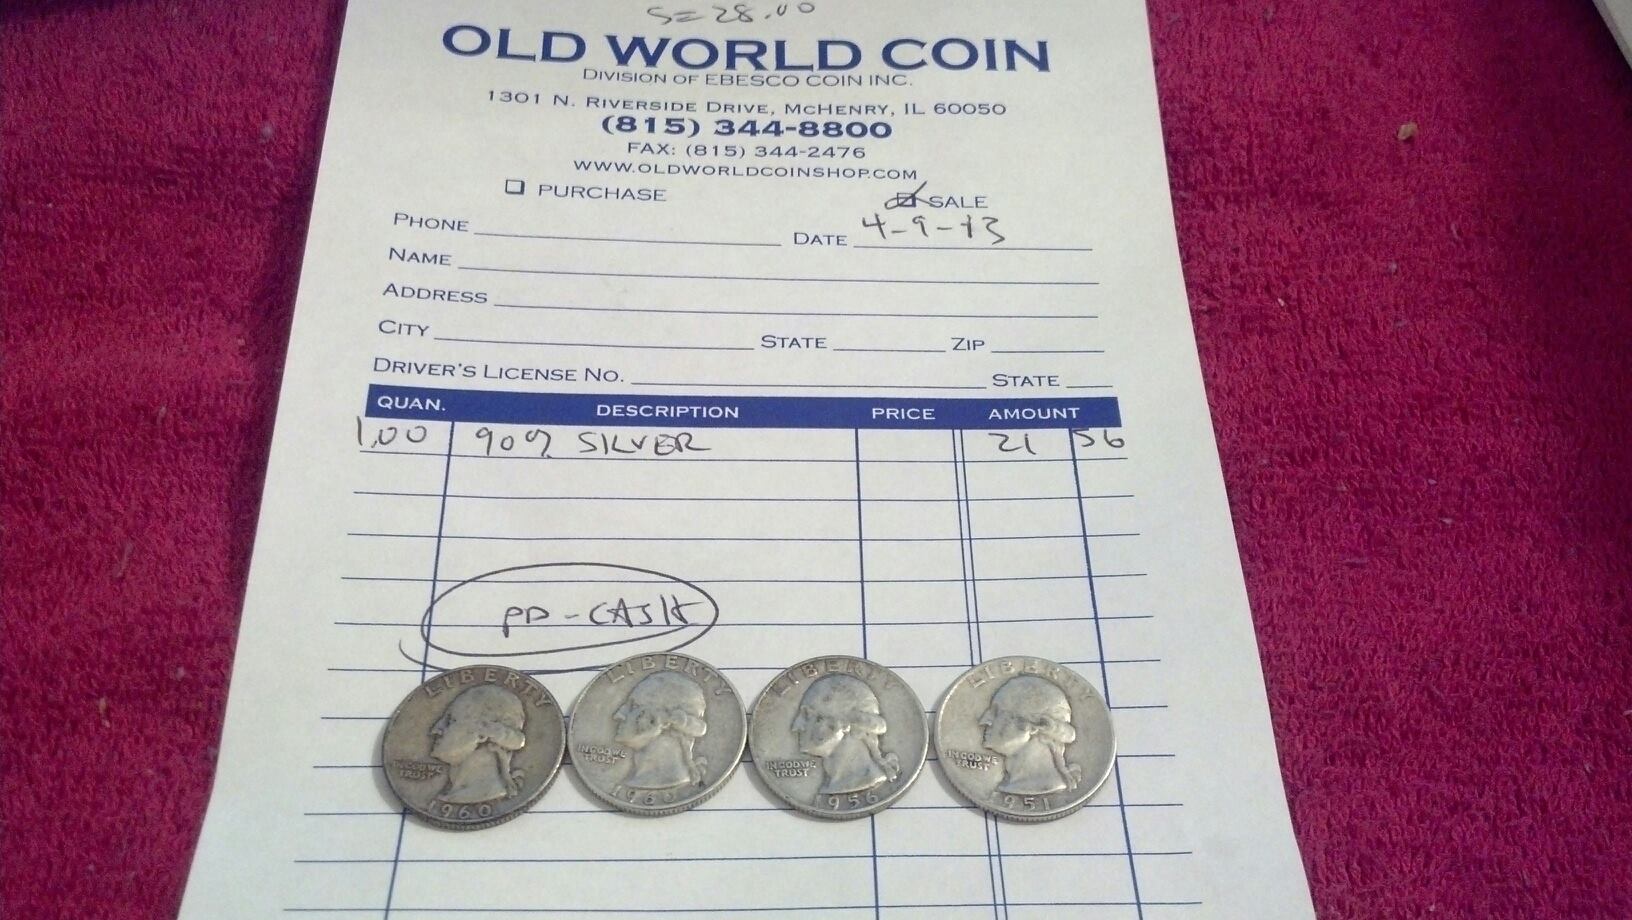 S=28.00
OLD WORLD COIN
DIVISION OF EBESCO COIN INC.
1301 N. RIVERSIDE DRIVE, MCHENRY, IL 60050
(815) 344-8800
FAX: (815) 344-2476
WWW.OLDWORLDCOINSHOP.COM
PURCHASE SALE
PHONE DATE 4-9-13
NAME
ADDRESS
CITY STATE ZIP
DRIVER'S LICENSE NO. STATE
QUAN. DESCRIPTION PRICE AMOUNT
1.00 90% SILVER 21 56
PD - CASH
LIBERTY IN GOD WE TRUST 1960
LIBERTY IN GOD WE TRUST
LIBERTY IN GOD WE TRUST 1956
LIBERTY IN GOD WE TRUST 1951